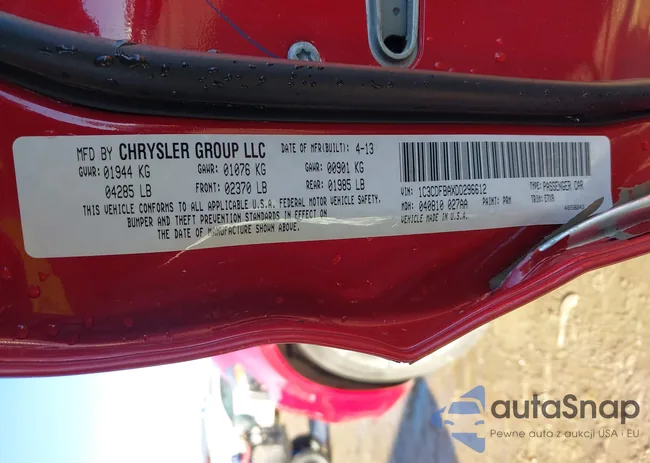 MFD BY CHRYSLER GROUP LLC DATE OF MFR(BUILT): 4-13
GVWR: 01944 KG GAWR: 01076 KG GAWR: 00901 KG
04285 LB FRONT: 02370 LB REAR: 01985 LB
THIS VEHICLE CONFORMS TO ALL APPLICABLE U.S.A. FEDERAL MOTOR VEHICLE SAFETY,
BUMPER AND THEFT PREVENTION STANDARDS IN EFFECT ON
THE DATE OF MANUFACTURE SHOWN ABOVE.
VIN: 1C3CDFBAXDD296612 TYPE: PASSENGER CAR
MDH: 040810 027AA PAINT: PRM TRIM:
VEHICLE MADE IN U.S.A.
autaSnap
Pewne auta z aukcji USA i EU